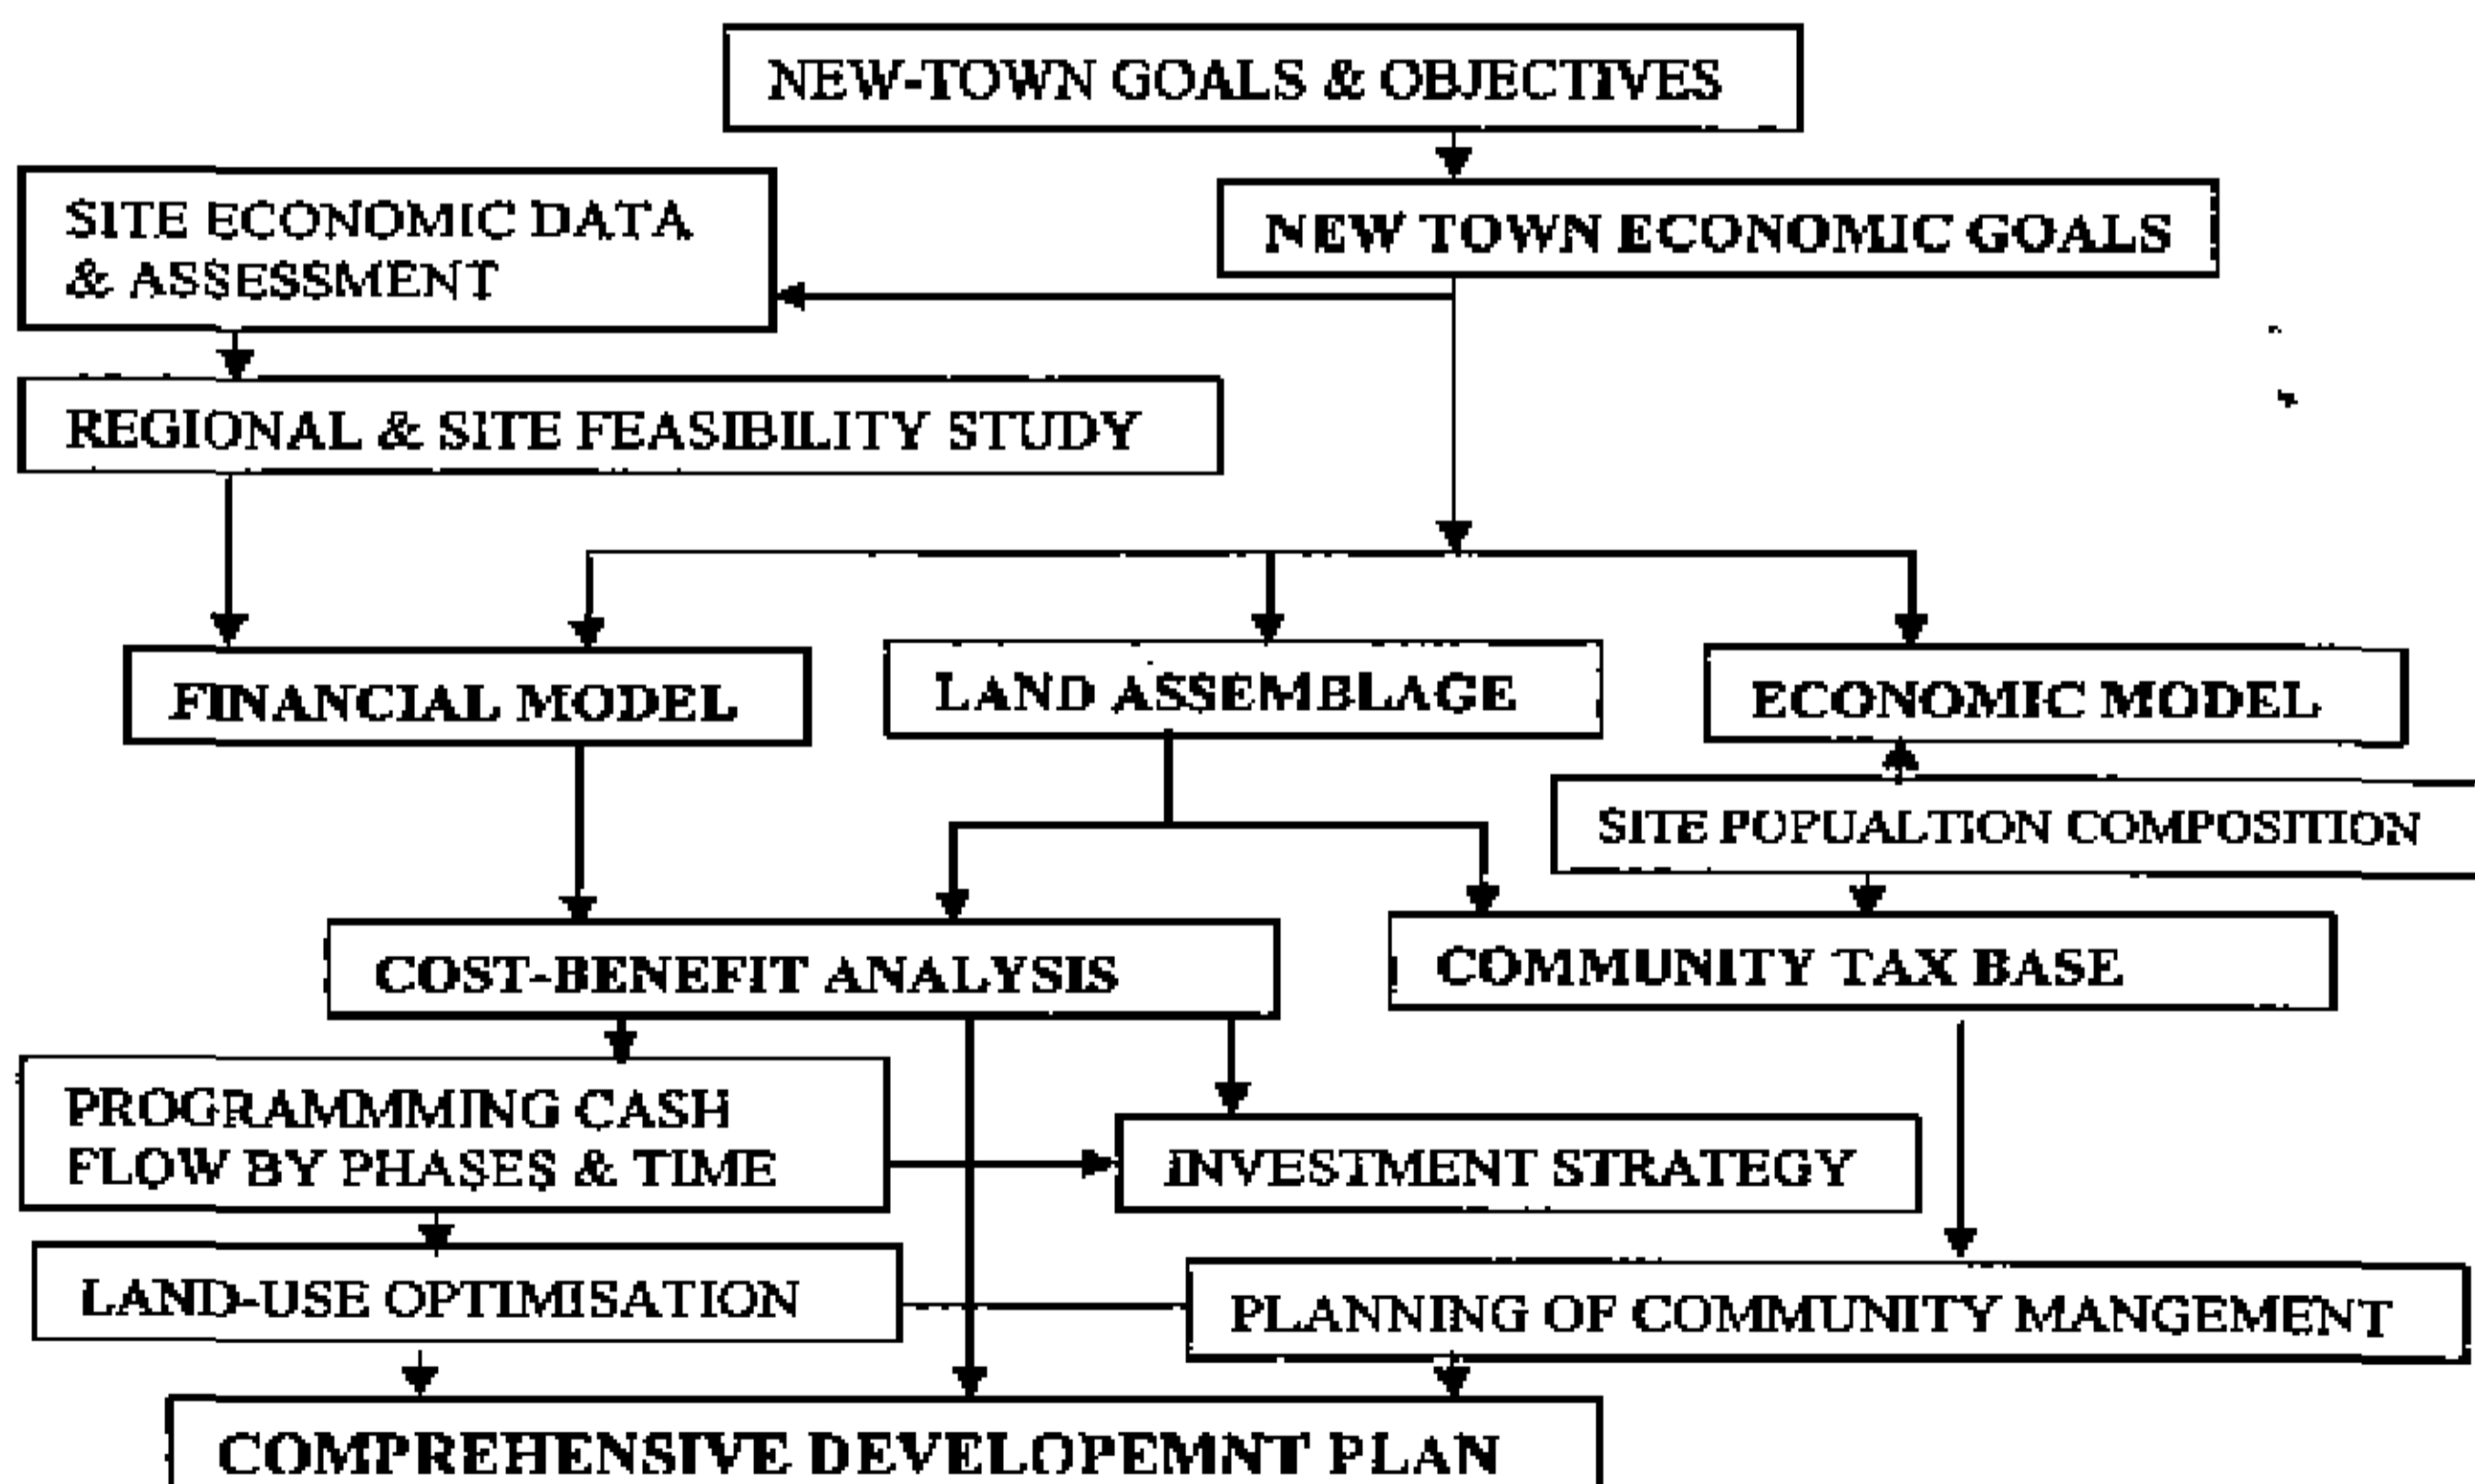 NEW-TOWN GOALS & OBJECTIVES
SITE ECONOMIC DATA
& ASSESSMENT
NEW TOWN ECONOMIC GOALS
REGIONAL & SITE FEASIBILITY STUDY
FINANCIAL MODEL
LAND ASSEMBLAGE
ECONOMIC MODEL
SITE POPUALTION COMPOSITION
COST-BENEFIT ANALYSIS
COMMUNITY TAX BASE
PROGRAMMING CASH
FLOW BY PHASES & TIME
INVESTMENT STRATEGY
LAND-USE OPTIMISATION
PLANNING OF COMMUNITY MANGEMENT
COMPREHENSIVE DEVELOPEMNT PLAN